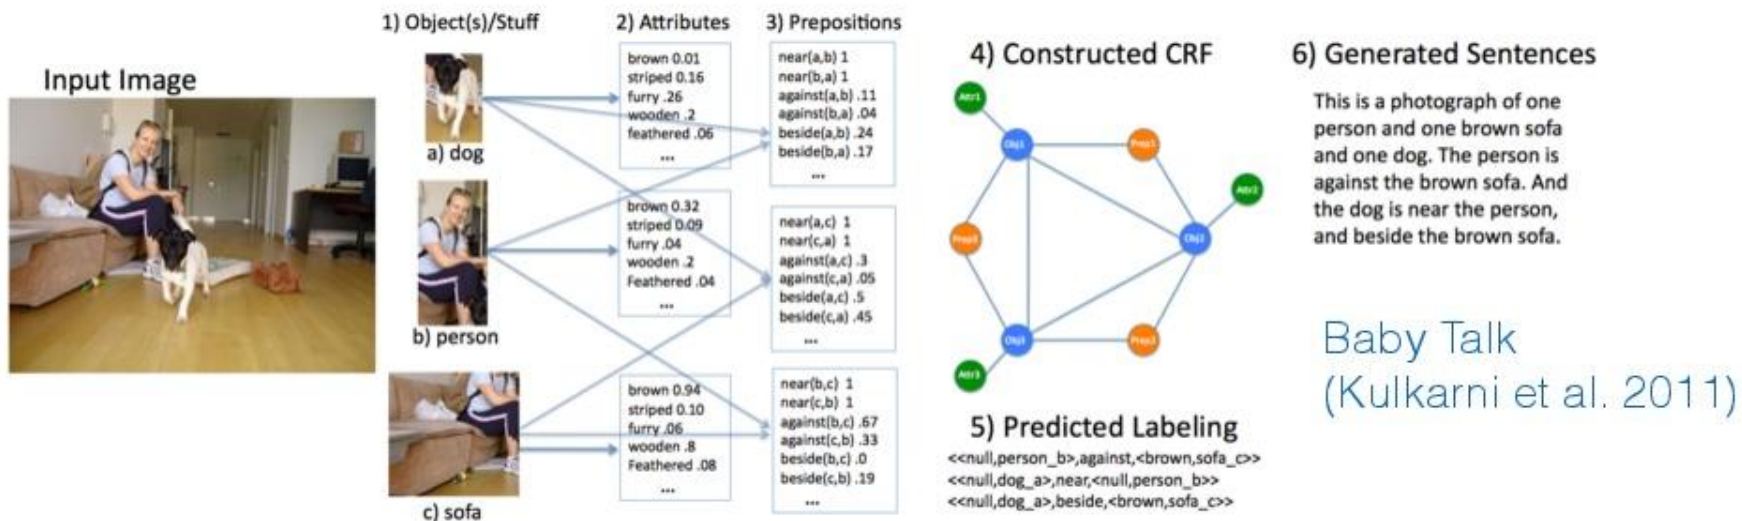 Input Image
1) Object(s)/Stuff
a) dog
b) person
c) sofa
2) Attributes
brown 0.01
striped 0.16
furry .26
wooden .2
feathered .06
...
brown 0.32
striped 0.09
furry .04
wooden .2
Feathered .04
...
brown 0.94
striped 0.10
furry .06
wooden .8
Feathered .08
...
3) Prepositions
near(a,b) 1
near(b,a) 1
against(a,b) .11
against(b,a) .04
beside(a,b) .24
beside(b,a) .17
...
near(a,c) 1
near(c,a) 1
against(a,c) .3
against(c,a) .05
beside(a,c) .5
beside(c,a) .45
...
near(b,c) 1
near(c,b) 1
against(b,c) .67
against(c,b) .33
beside(b,c) .0
beside(c,b) .19
...
4) Constructed CRF
Attr1
Obj1
Prep1
Attr2
Obj2
Obj3
Attr3
5) Predicted Labeling
<<null,person_b>,against,<brown,sofa_c>>
<<null,dog_a>,near,<null,person_b>>
<<null,dog_a>,beside,<brown,sofa_c>>
6) Generated Sentences
This is a photograph of one
person and one brown sofa
and one dog. The person is
against the brown sofa. And
the dog is near the person,
and beside the brown sofa.
Baby Talk
(Kulkarni et al. 2011)